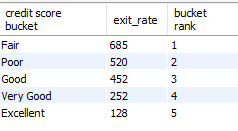 credit score bucket exit_rate bucket rank
Fair 685 1
Poor 520 2
Good 452 3
Very Good 252 4
Excellent 128 5